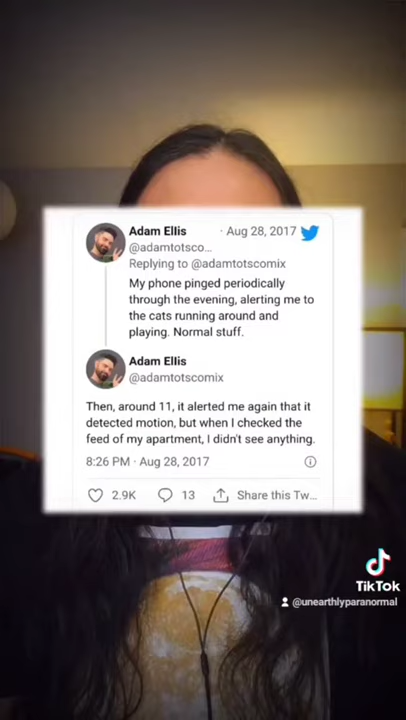 Adam Ellis · Aug 28, 2017
@adamtsco...
Replying to @adamtotscomix
My phone pinged periodically
through the evening, alerting me to
the cats running around and
playing. Normal stuff.
Adam Ellis
@adamtotscomix
Then, around 11, it alerted me again that it
detected motion, but when I checked the
feed of my apartment, I didn't see anything.
8:26 PM · Aug 28, 2017
2.9K 13 Share this Tw...
TikTok
@unearthlyparanormal